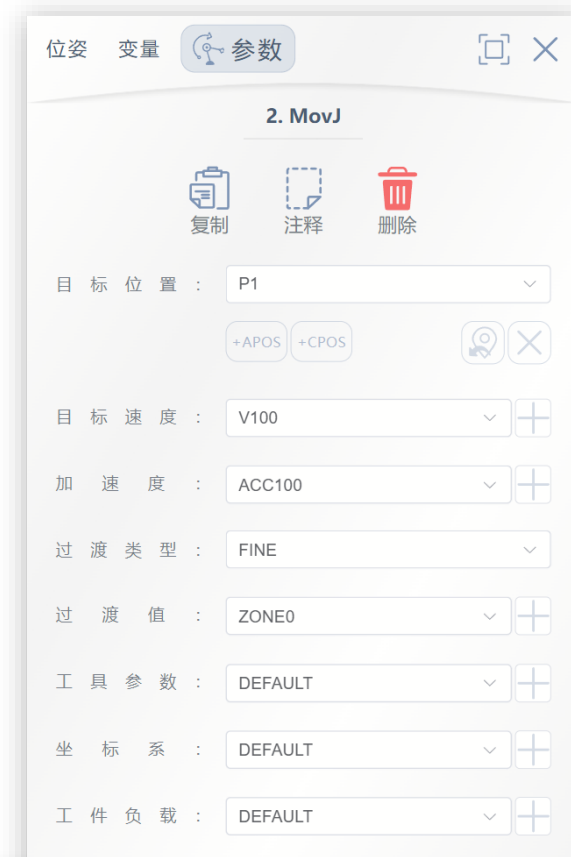 位姿 变量 参数
2. MovJ
复制 注释 删除
目标位置: P1
+APOS +CPOS
目标速度: V100
加速度: ACC100
过渡类型: FINE
过渡值: ZONE0
工具参数: DEFAULT
坐标系: DEFAULT
工件负载: DEFAULT